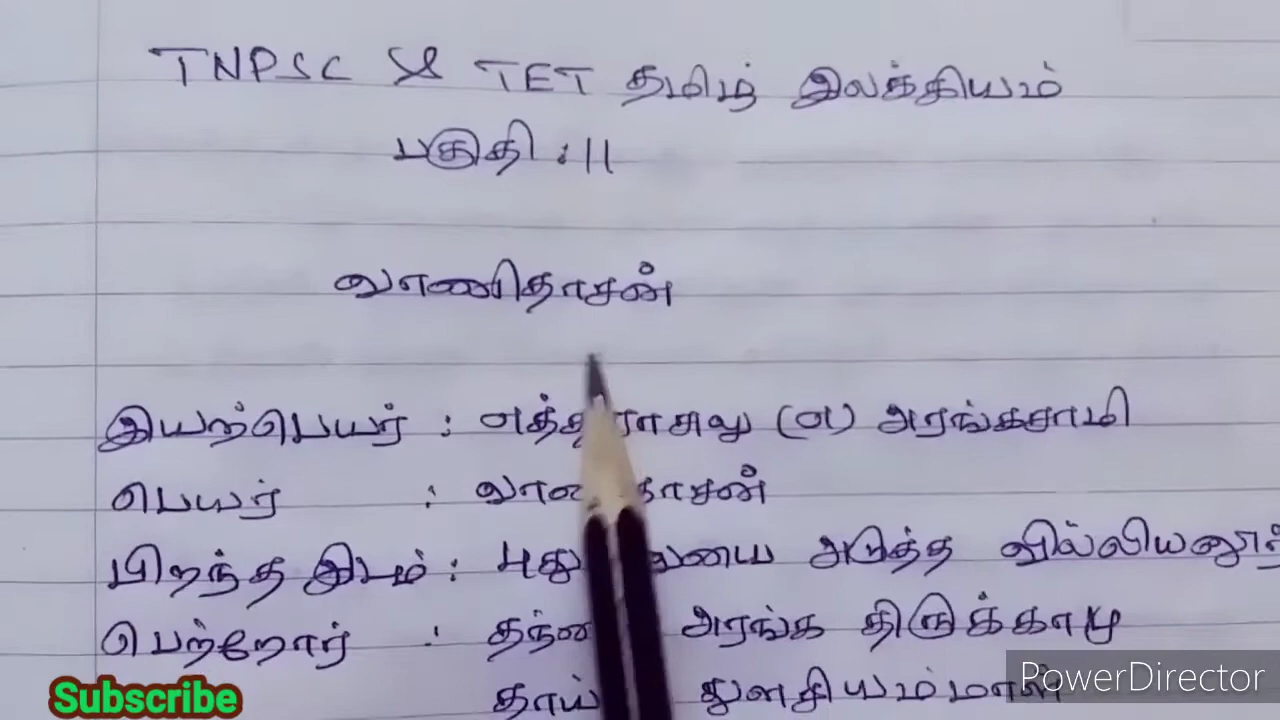 TNPSC & TET தமிழ் இலக்கியம்
பகுதி : 11
வாணிதாசன்
இயற்பெயர் : (எ) அரங்கசாமி
பெயர் :
பிறந்த இடம் : அடுத்த வில்லியனூர்
பெற்றோர் : அரங்க திருக்காமு
தாய் துளசியம்மாள்
Subscribe
PowerDirector